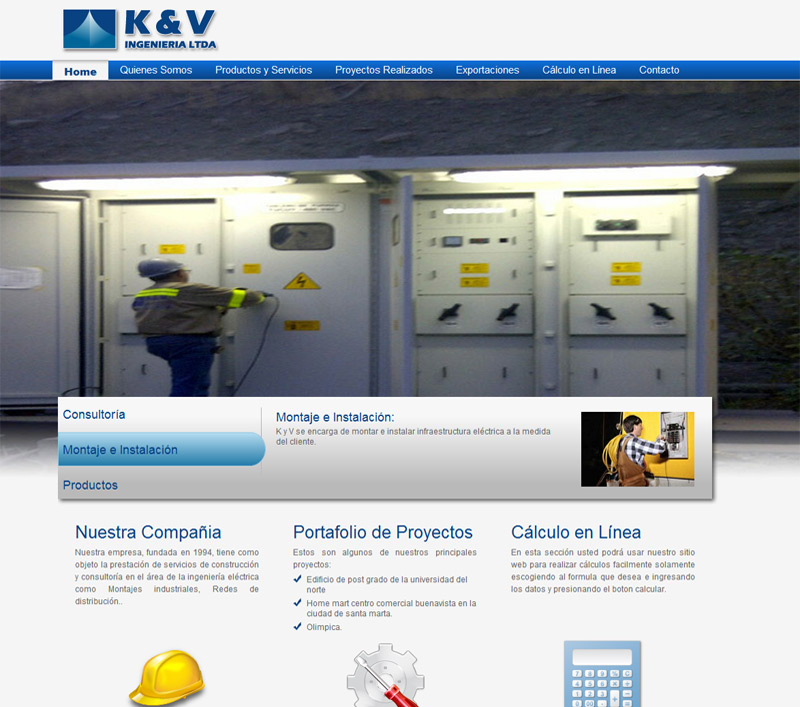 K & V
INGENIERIA LTDA
Home Quienes Somos Productos y Servicios Proyectos Realizados Exportaciones Cálculo en Línea Contacto
Consultoría
Montaje e Instalación
Productos
Montaje e Instalación:
K y V se encarga de montar e instalar infraestructura eléctrica a la medida
del cliente.
Nuestra Compañia
Nuestra empresa, fundada en 1994, tiene como
objeto la prestación de servicios de construcción
y consultoría en el área de la ingeniería eléctrica
como Montajes industriales, Redes de
distribución..
Portafolio de Proyectos
Estos son algunos de nuestros principales
proyectos:
Edificio de post grado de la universidad del
norte
Home mart centro comercial buenavista en la
ciudad de santa marta.
Olimpica.
Cálculo en Línea
En esta sección usted podrá usar nuestro sitio
web para realizar cálculos facilmente solamente
escogiendo al formula que desea e ingresando
los datos y presionando el boton calcular.